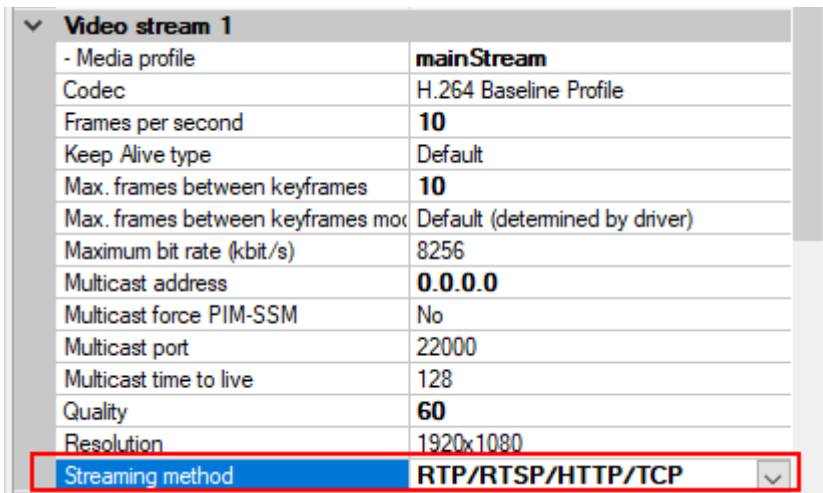 Video stream 1
- Media profile mainStream
Codec H.264 Baseline Profile
Frames per second 10
Keep Alive type Default
Max. frames between keyframes 10
Max. frames between keyframes mod Default (determined by driver)
Maximum bit rate (kbit/s) 8256
Multicast address 0.0.0.0
Multicast force PIM-SSM No
Multicast port 22000
Multicast time to live 128
Quality 60
Resolution 1920x1080
Streaming method RTP/RTSP/HTTP/TCP